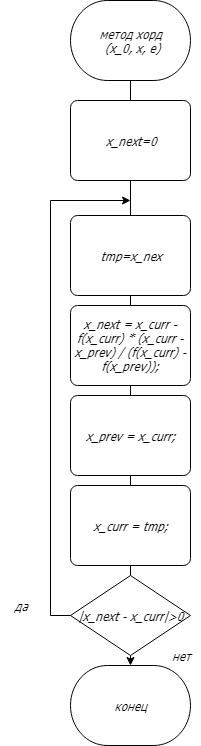 метод хорд
(x_0, x, e)
x_next=0
tmp=x_nex
x_next = x_curr -
f(x_curr) * (x_curr -
x_prev) / (f(x_curr) -
f(x_prev));
x_prev = x_curr;
x_curr = tmp;
|x_next - x_curr|>0
да
нет
конец